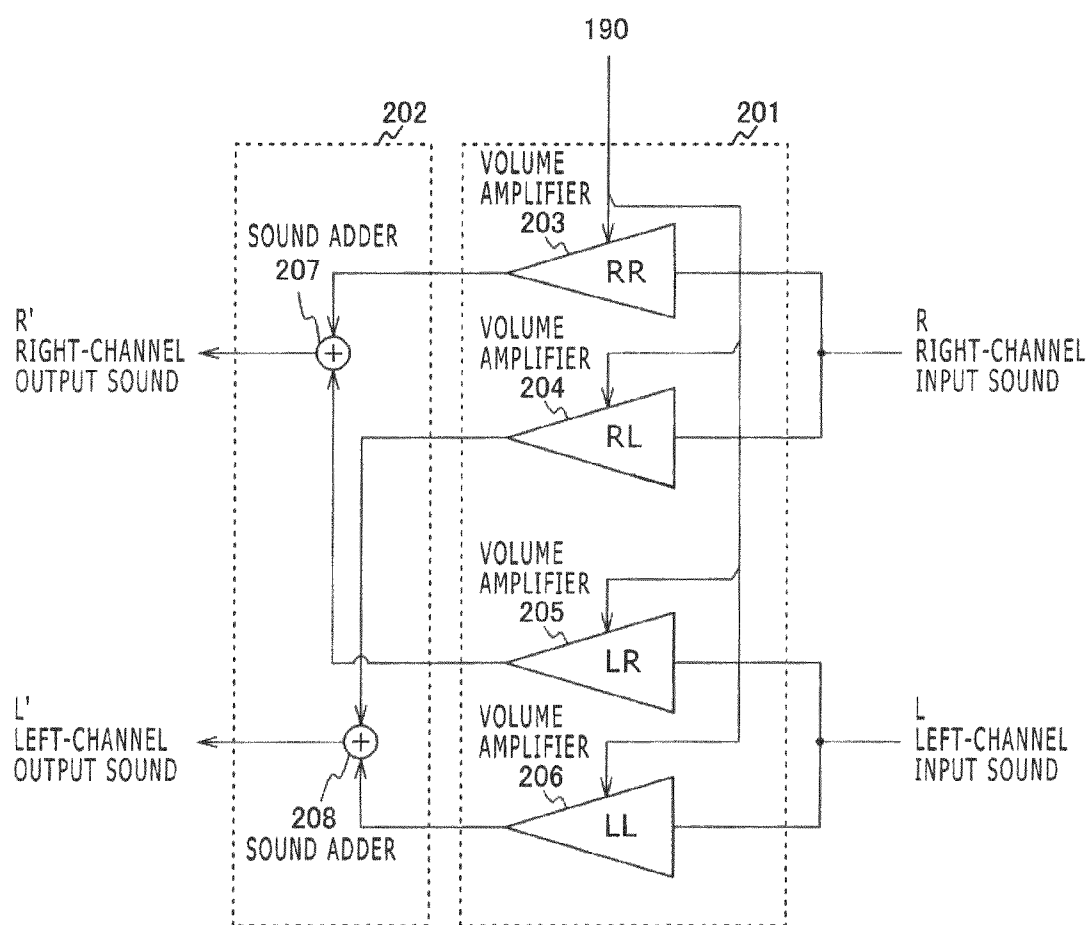 190
202
201
VOLUME
AMPLIFIER
203
SOUND ADDER
207
RR
R'
RIGHT-CHANNEL
OUTPUT SOUND
+
VOLUME
AMPLIFIER
204
R
RIGHT-CHANNEL
INPUT SOUND
RL
VOLUME
AMPLIFIER
205
LR
L'
LEFT-CHANNEL
OUTPUT SOUND
+
208
SOUND ADDER
VOLUME
AMPLIFIER
206
LL
L
LEFT-CHANNEL
INPUT SOUND